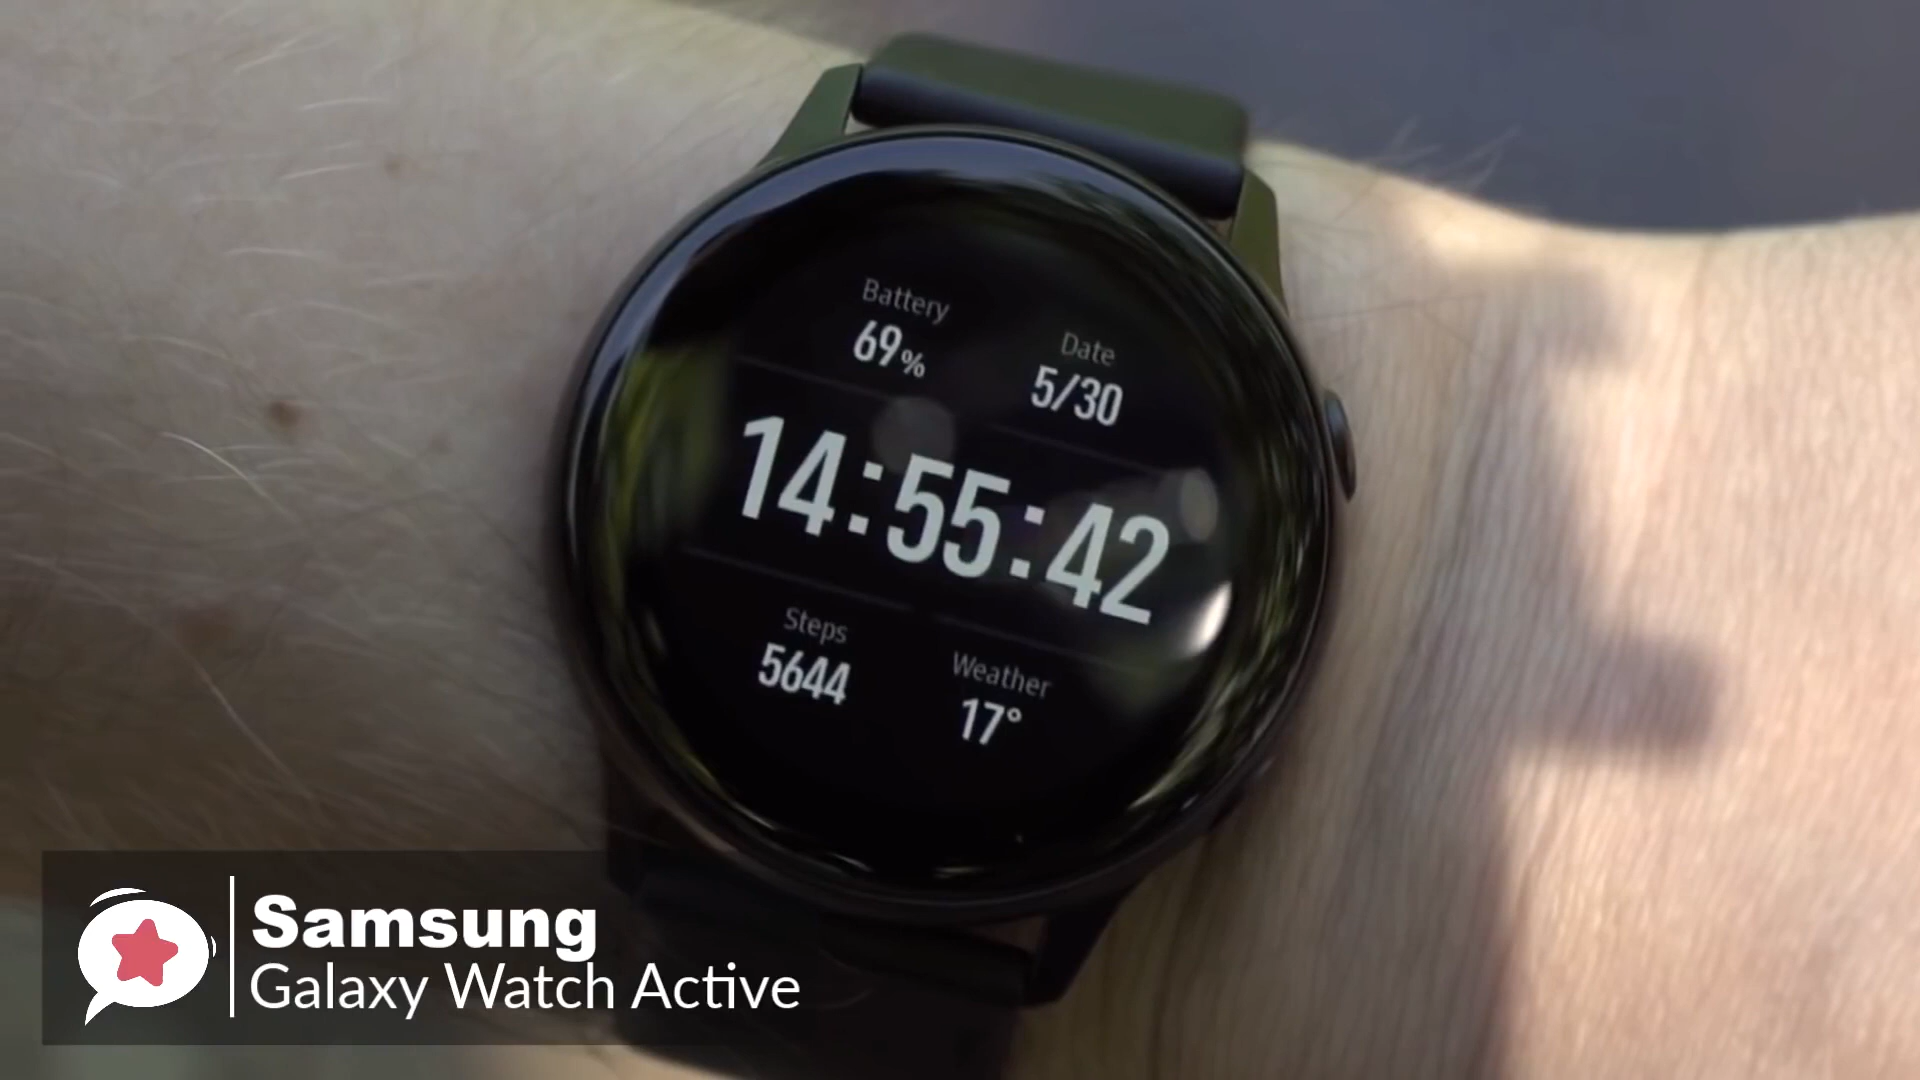 Battery
69%
Date
5/30
14:55:42
Steps
5644
Weather
17°
Samsung
Galaxy Watch Active